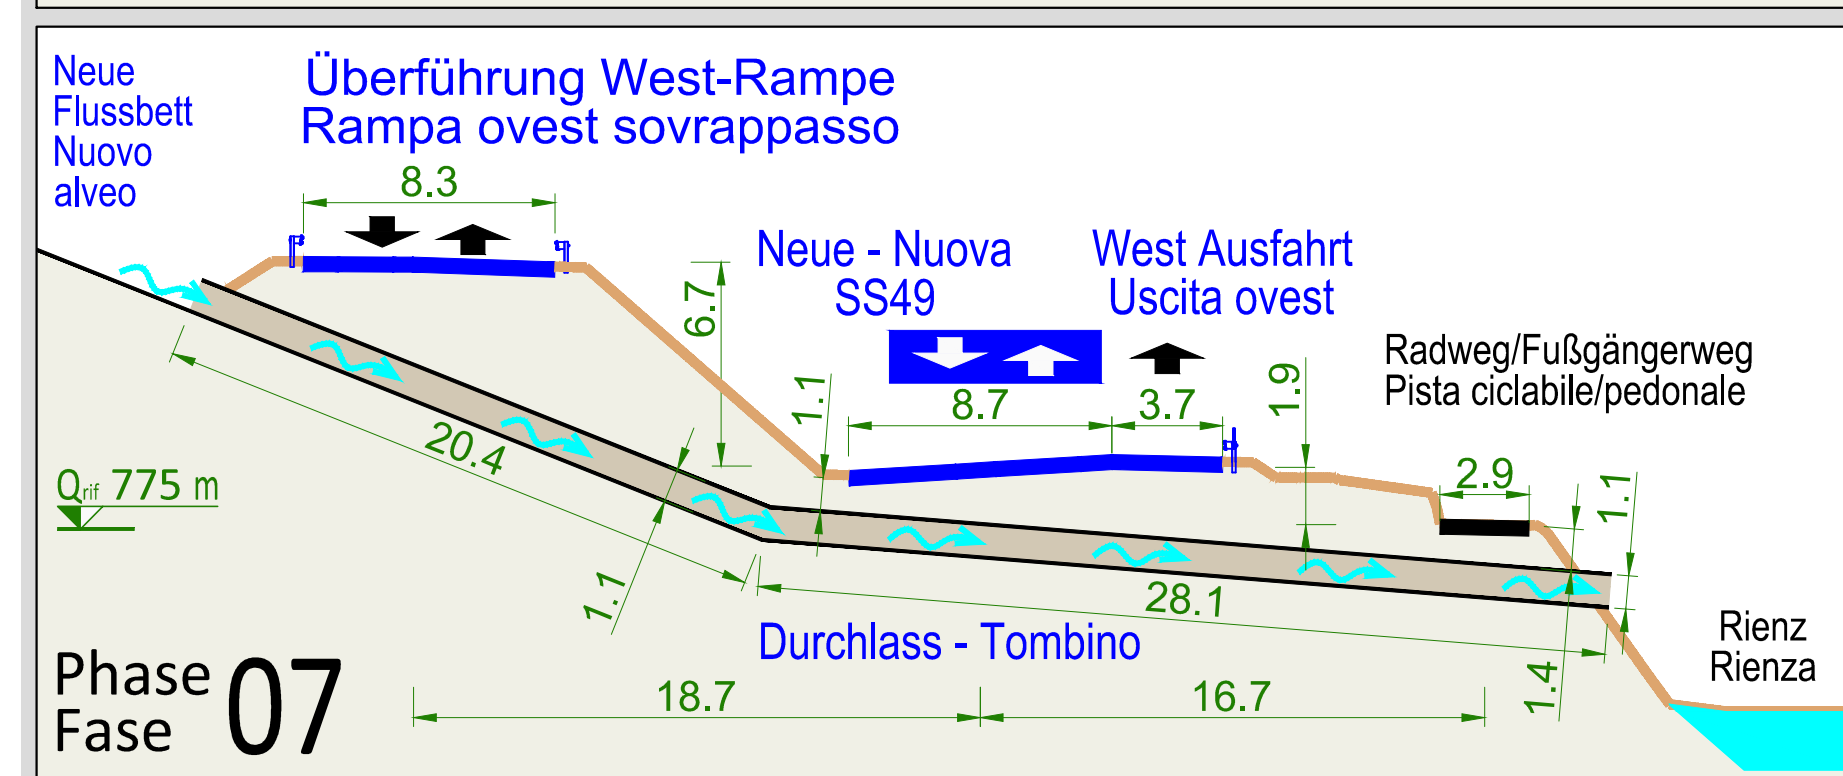 Neue
Flussbett
Nuovo
alveo
Überführung West-Rampe
Rampa ovest sovrappasso
8.3
Neue - Nuova
SS49
West Ausfahrt
Uscita ovest
6.7
1.1
8.7
3.7
1.9
Radweg/Fußgängerweg
Pista ciclabile/pedonale
2.9
1.1
20.4
Qrif 775 m
1.1
28.1
Durchlass - Tombino
1.4
Rienz
Rienza
Phase
Fase
07
18.7
16.7